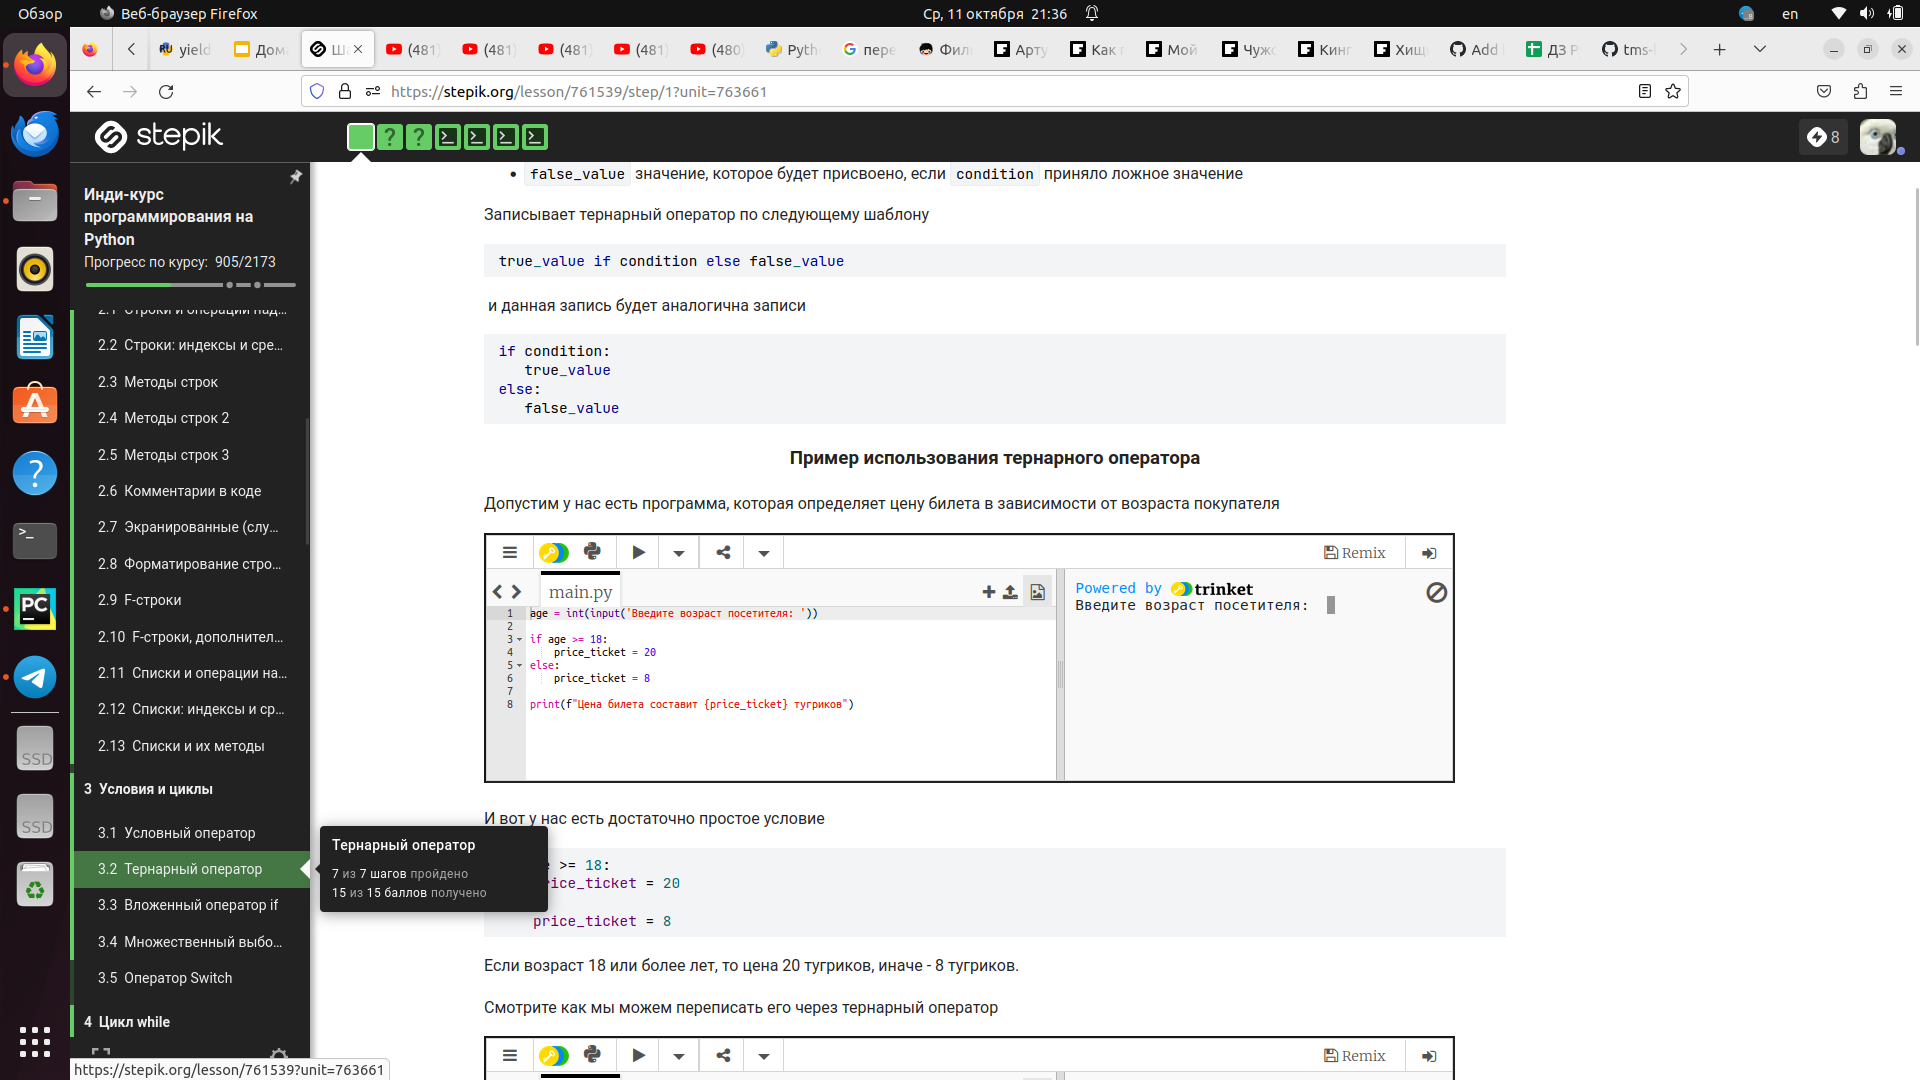 Обзор
Веб-браузер Firefox
Ср, 11 октября 21:36
en
yield
Дома
Ша
(481)
(481)
(481)
(481)
(480)
Pyth
пере
Фил
Арту
Как
Мой
Чужо
Кинг
Хищ
Add
ДЗ Р
tms-
https://stepik.org/lesson/761539/step/1?unit=763661
stepik
8
Инди-курс
программирования на
Python
Прогресс по курсу: 905/2173
2.1 Строки и операции над...
2.2 Строки: индексы и сре...
2.3 Методы строк
2.4 Методы строк 2
2.5 Методы строк 3
2.6 Комментарии в коде
2.7 Экранированные (слу...
2.8 Форматирование стро...
2.9 F-строки
2.10 F-строки, дополнител...
2.11 Списки и операции на...
2.12 Списки: индексы и ср...
2.13 Списки и их методы
3 Условия и циклы
3.1 Условный оператор
3.2 Тернарный оператор
3.3 Вложенный оператор if
3.4 Множественный выбо...
3.5 Оператор Switch
4 Цикл while
Тернарный оператор
7 из 7 шагов пройдено
15 из 15 баллов получено
false_value значение, которое будет присвоено, если condition приняло ложное значение
Записывает тернарный оператор по следующему шаблону
true_value if condition else false_value
и данная запись будет аналогична записи
if condition:
true_value
else:
false_value
Пример использования тернарного оператора
Допустим у нас есть программа, которая определяет цену билета в зависимости от возраста покупателя
Remix
main.py
1 age = int(input('Введите возраст посетителя: '))
2
3 if age >= 18:
4 price_ticket = 20
5 else:
6 price_ticket = 8
7
8 print(f"Цена билета составит {price_ticket} тугриков")
Powered by trinket
Введите возраст посетителя:
И вот у нас есть достаточно простое условие
>= 18:
rice_ticket = 20
price_ticket = 8
Если возраст 18 или более лет, то цена 20 тугриков, иначе - 8 тугриков.
Смотрите как мы можем переписать его через тернарный оператор
Remix
https://stepik.org/lesson/761539?unit=763661
SSD
SSD
PC